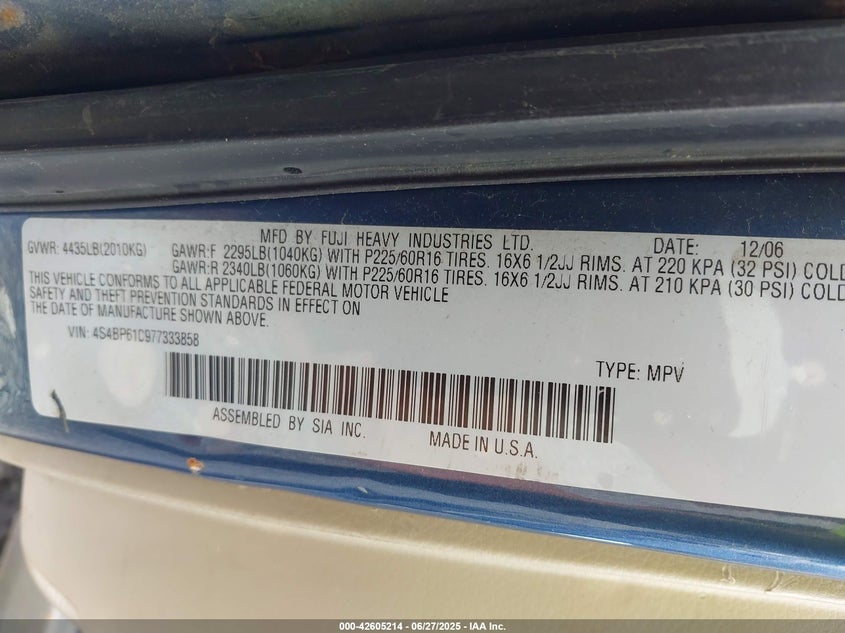 MFD BY FUJI HEAVY INDUSTRIES LTD. DATE: 12/06
GVWR: 4435LB(2010KG) GAWR:F 2295LB(1040KG) WITH P225/60R16 TIRES. 16X6 1/2JJ RIMS. AT 220 KPA (32 PSI) COLD
GAWR:R 2340LB(1060KG) WITH P225/60R16 TIRES. 16X6 1/2JJ RIMS. AT 210 KPA (30 PSI) COLD
THIS VEHICLE CONFORMS TO ALL APPLICABLE FEDERAL MOTOR VEHICLE
SAFETY AND THEFT PREVENTION STANDARDS IN EFFECT ON
THE DATE OF MANUFACTURE SHOWN ABOVE.
VIN: 4S4BP61C977333858
TYPE: MPV
ASSEMBLED BY SIA INC. MADE IN U.S.A.
000-42605214 - 06/27/2025 - IAA Inc.